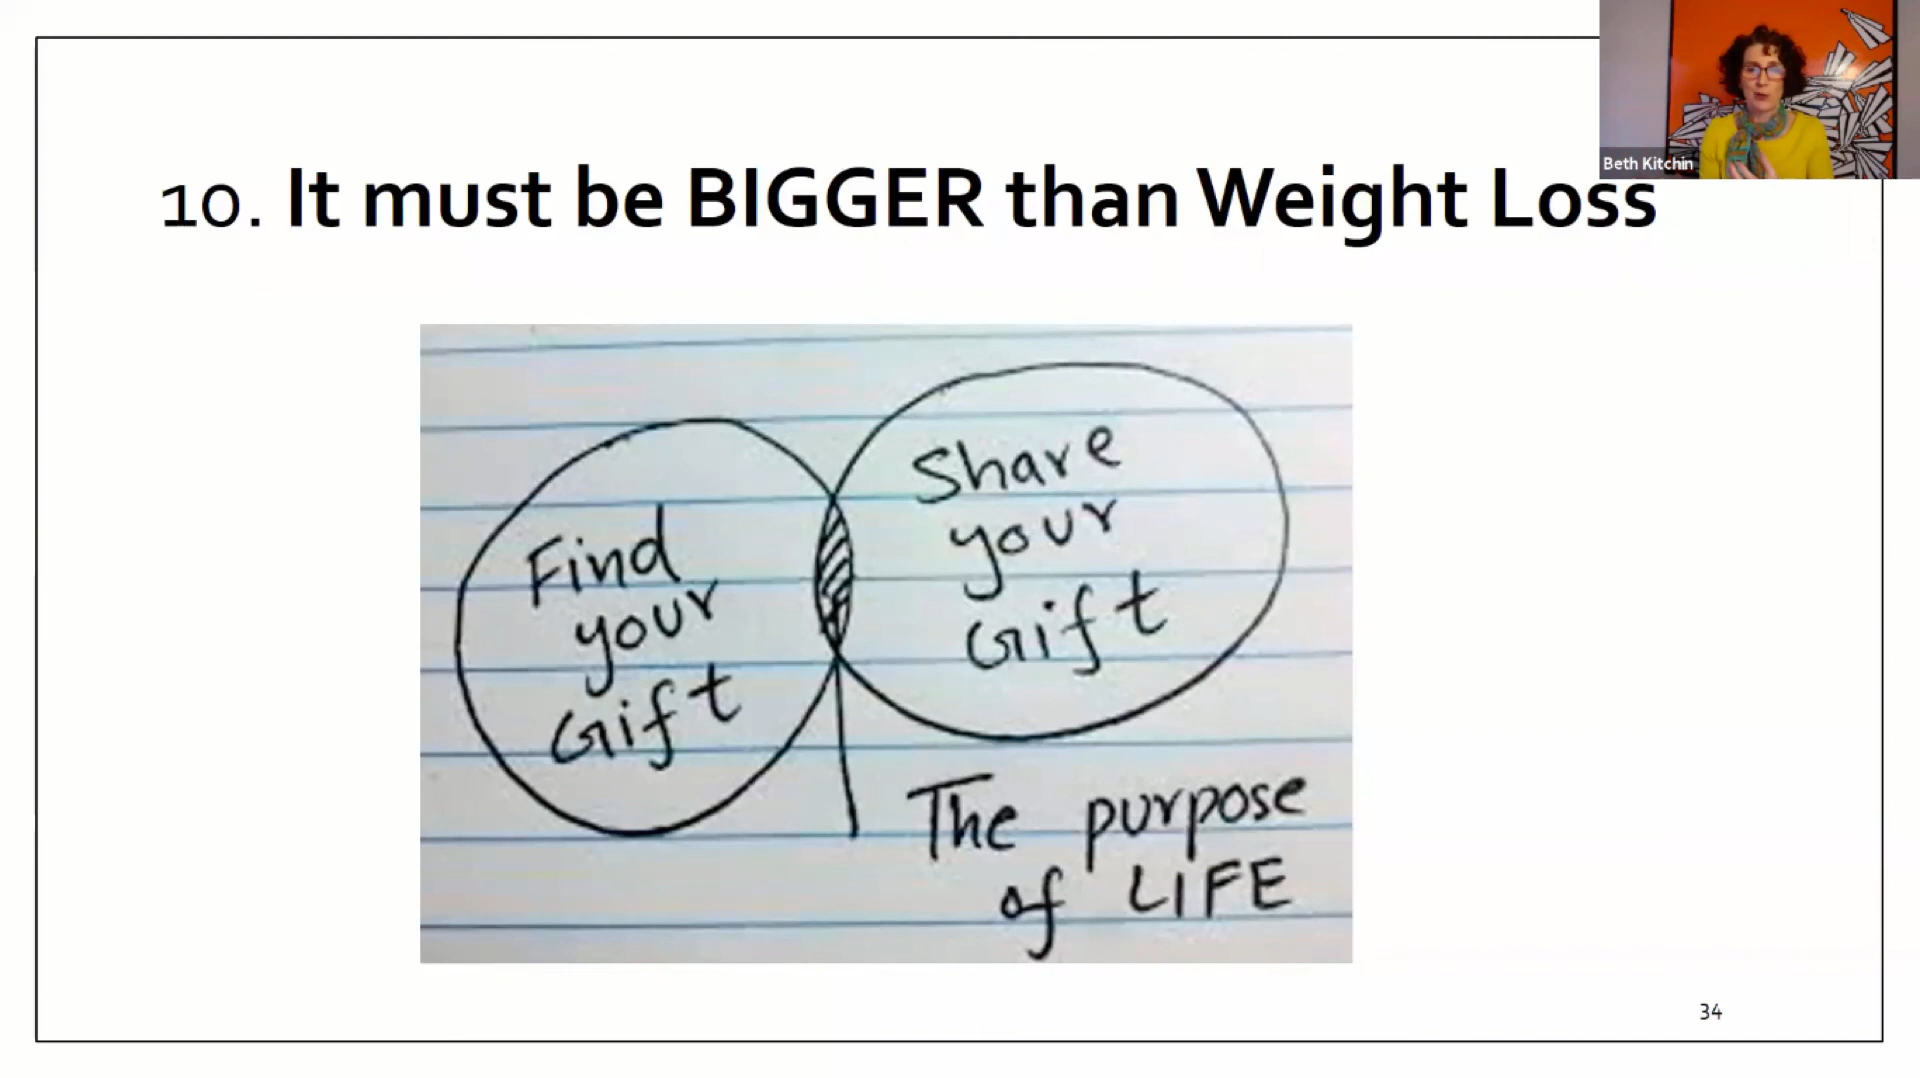 Beth Kitchin
10. It must be BIGGER than Weight Loss
Find
your
Gift
Share
your
Gift
The purpose
of LIFE
34